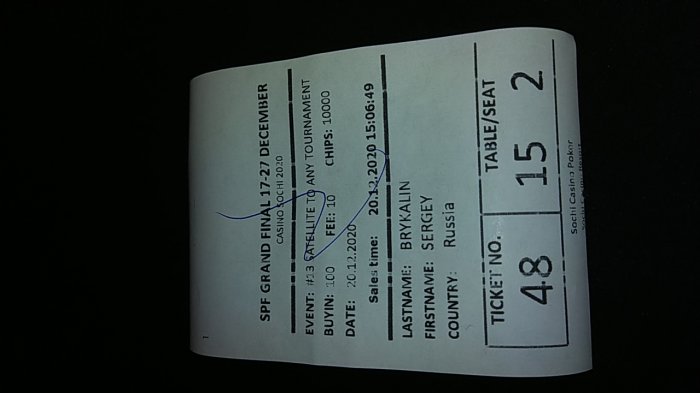 SPF GRAND FINAL 17-27 DECEMBER
CASINO SOCHI 2020
EVENT: #13 SATELLITE TO ANY TOURNAMENT
BUYIN: 100 FEE: 10 CHIPS: 10000
DATE: 20.12.2020
Sales time: 20.12.2020 15:06:49
LASTNAME: BRYKALIN
FIRSTNAME: SERGEY
COUNTRY: Russia
TICKET NO. TABLE/SEAT
48 15 2
Sochi Casino Poker